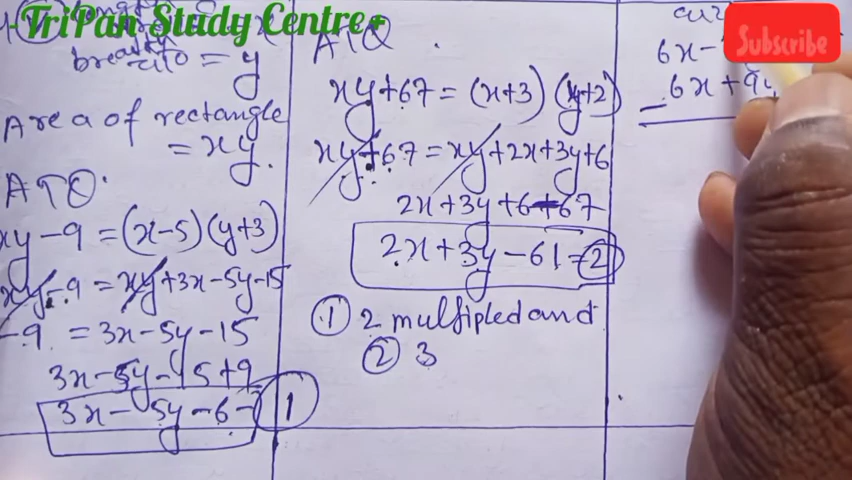 TriPan Study Centre+
Subscribe
= y
Area of rectangle
= xy.
ATQ.
xy - 9 = (x-5)(y+3)
xy - 9 = xy + 3x - 5y - 15
-9 = 3x - 5y - 15
3x - 5y - 15 + 9
3x - 5y - 6 - 1
ATQ
xy + 67 = (x+3)(y+2)
xy + 67 = xy + 2x + 3y + 6
2x + 3y + 6 - 67
2x + 3y - 61 = 2
1 2 multipled and
2 3
6x -
6x + 9y